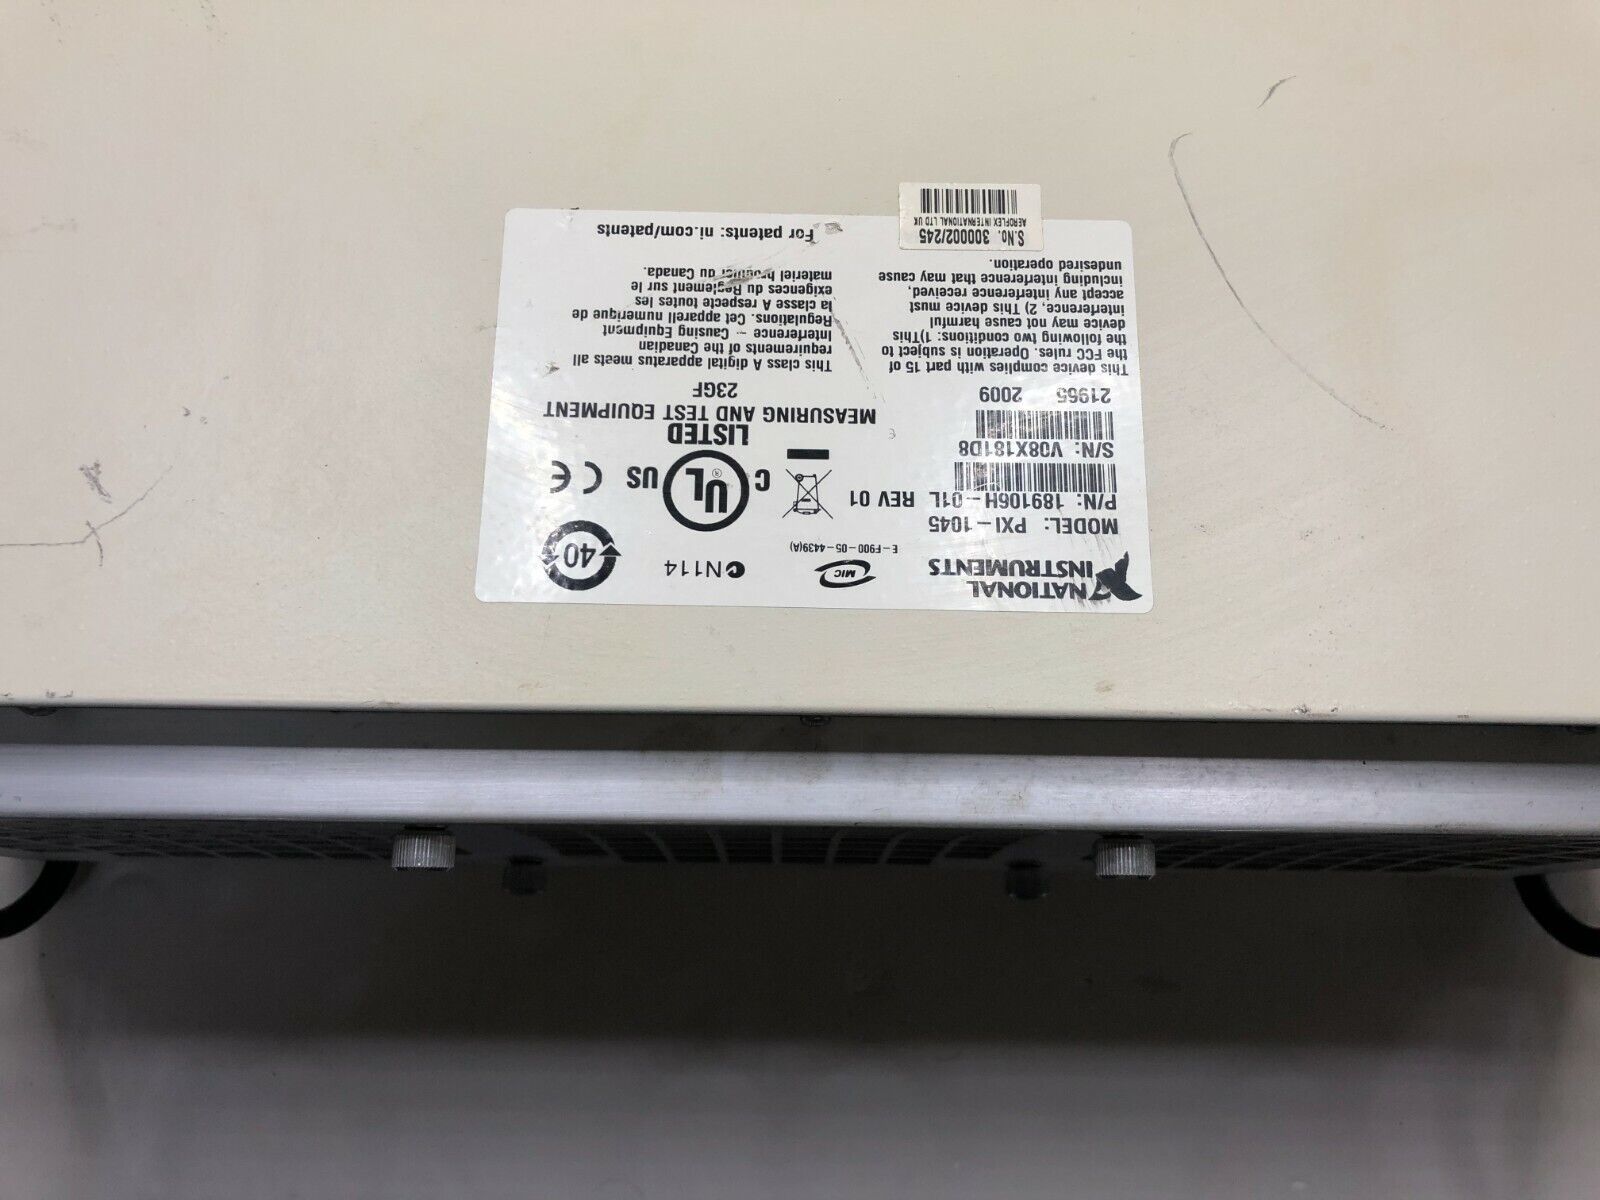 NATIONAL
INSTRUMENTS
MIC
E-F900-05-4439(A)
N114
40
MODEL: PXI-1045
P/N: 189106H-01L REV 01
S/N: V08X181D8
21965 2009
C UL® US
LISTED
CE
MEASURING AND TEST EQUIPMENT
23GF
This device complies with part 15 of
the FCC rules. Operation is subject to
the following two conditions: 1)This
device may not cause harmful
interference, 2) This device must
accept any interference received,
including interference that may cause
undesired operation.
This class A digital apparatus meets all
requirements of the Canadian
Interference - Causing Equipment
Regulations. Cet appareil numerique de
la classe A respecte toutes les
exigences du Reglement sur le
materiel brouiller du Canada.
For patents: ni.com/patents
S.No. 300002/245
AEROFLEX INTERNATIONAL LTD UK